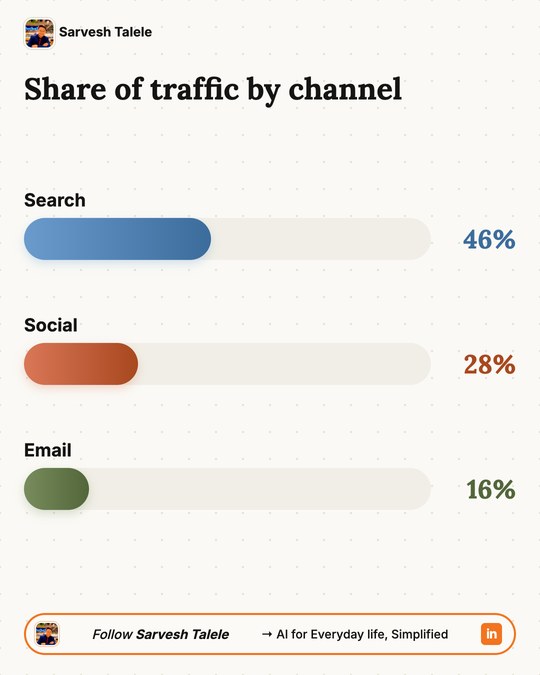 Sarvesh Talele
Share of traffic by channel
Search
46%
Social
28%
Email
16%
Follow Sarvesh Talele → AI for Everyday life, Simplified in